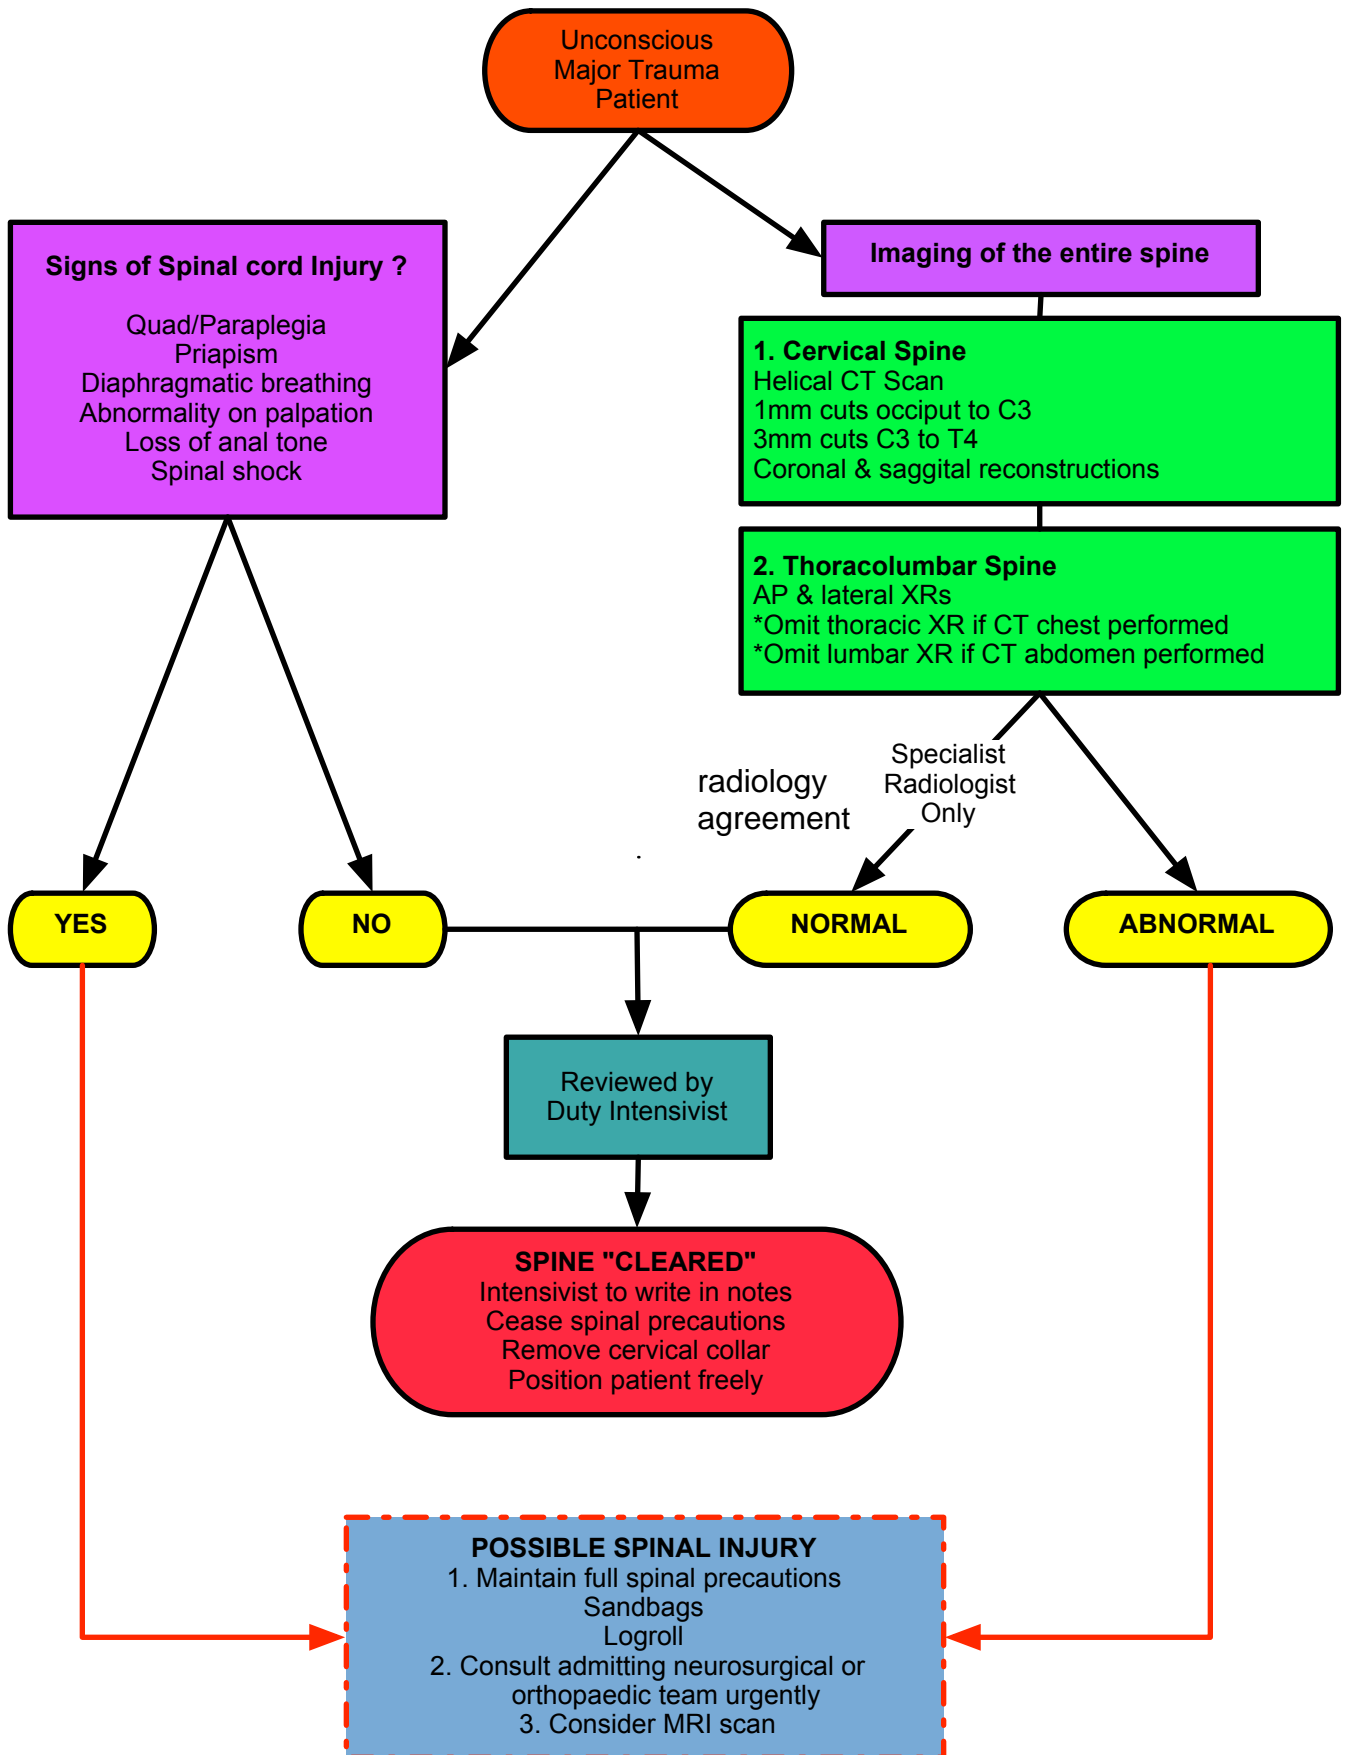 Unconscious
Major Trauma
Patient
Signs of Spinal cord Injury ?
Quad/Paraplegia
Priapism
Diaphragmatic breathing
Abnormality on palpation
Loss of anal tone
Spinal shock
Imaging of the entire spine
1. Cervical Spine
Helical CT Scan
1mm cuts occiput to C3
3mm cuts C3 to T4
Coronal & saggital reconstructions
2. Thoracolumbar Spine
AP & lateral XRs
*Omit thoracic XR if CT chest performed
*Omit lumbar XR if CT abdomen performed
radiology
agreement
Specialist
Radiologist
Only
.
YES
NO
NORMAL
ABNORMAL
Reviewed by
Duty Intensivist
SPINE "CLEARED"
Intensivist to write in notes
Cease spinal precautions
Remove cervical collar
Position patient freely
POSSIBLE SPINAL INJURY
1. Maintain full spinal precautions
Sandbags
Logroll
2. Consult admitting neurosurgical or
orthopaedic team urgently
3. Consider MRI scan